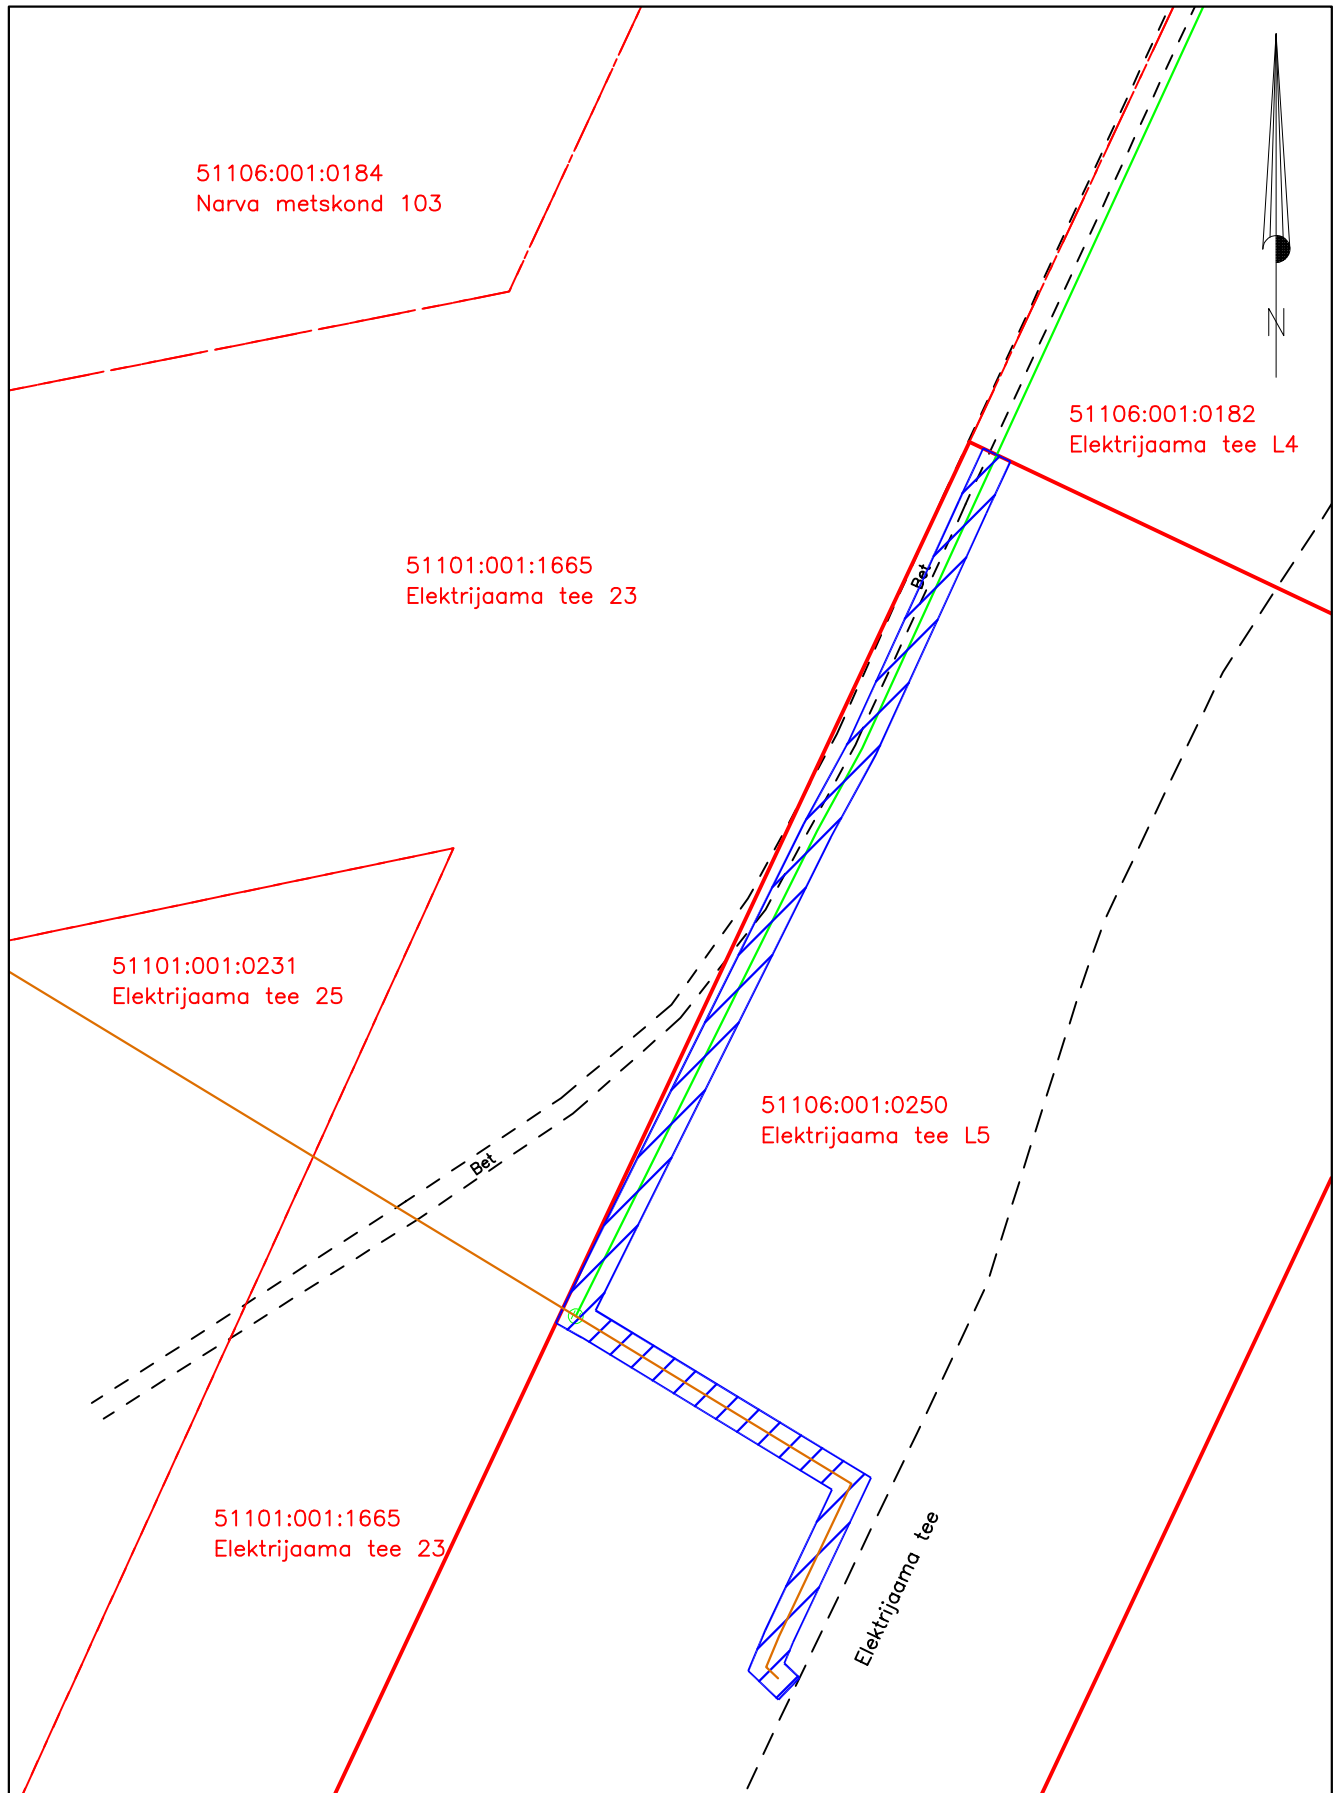 51106:001:0184
Narva metskond 103
N
51106:001:0182
Elektrijaama tee L4
51101:001:1665
Elektrijaama tee 23
Bet
51101:001:0231
Elektrijaama tee 25
51106:001:0250
Elektrijaama tee L5
Bet
51101:001:1665
Elektrijaama tee 23
Elektrijaama tee